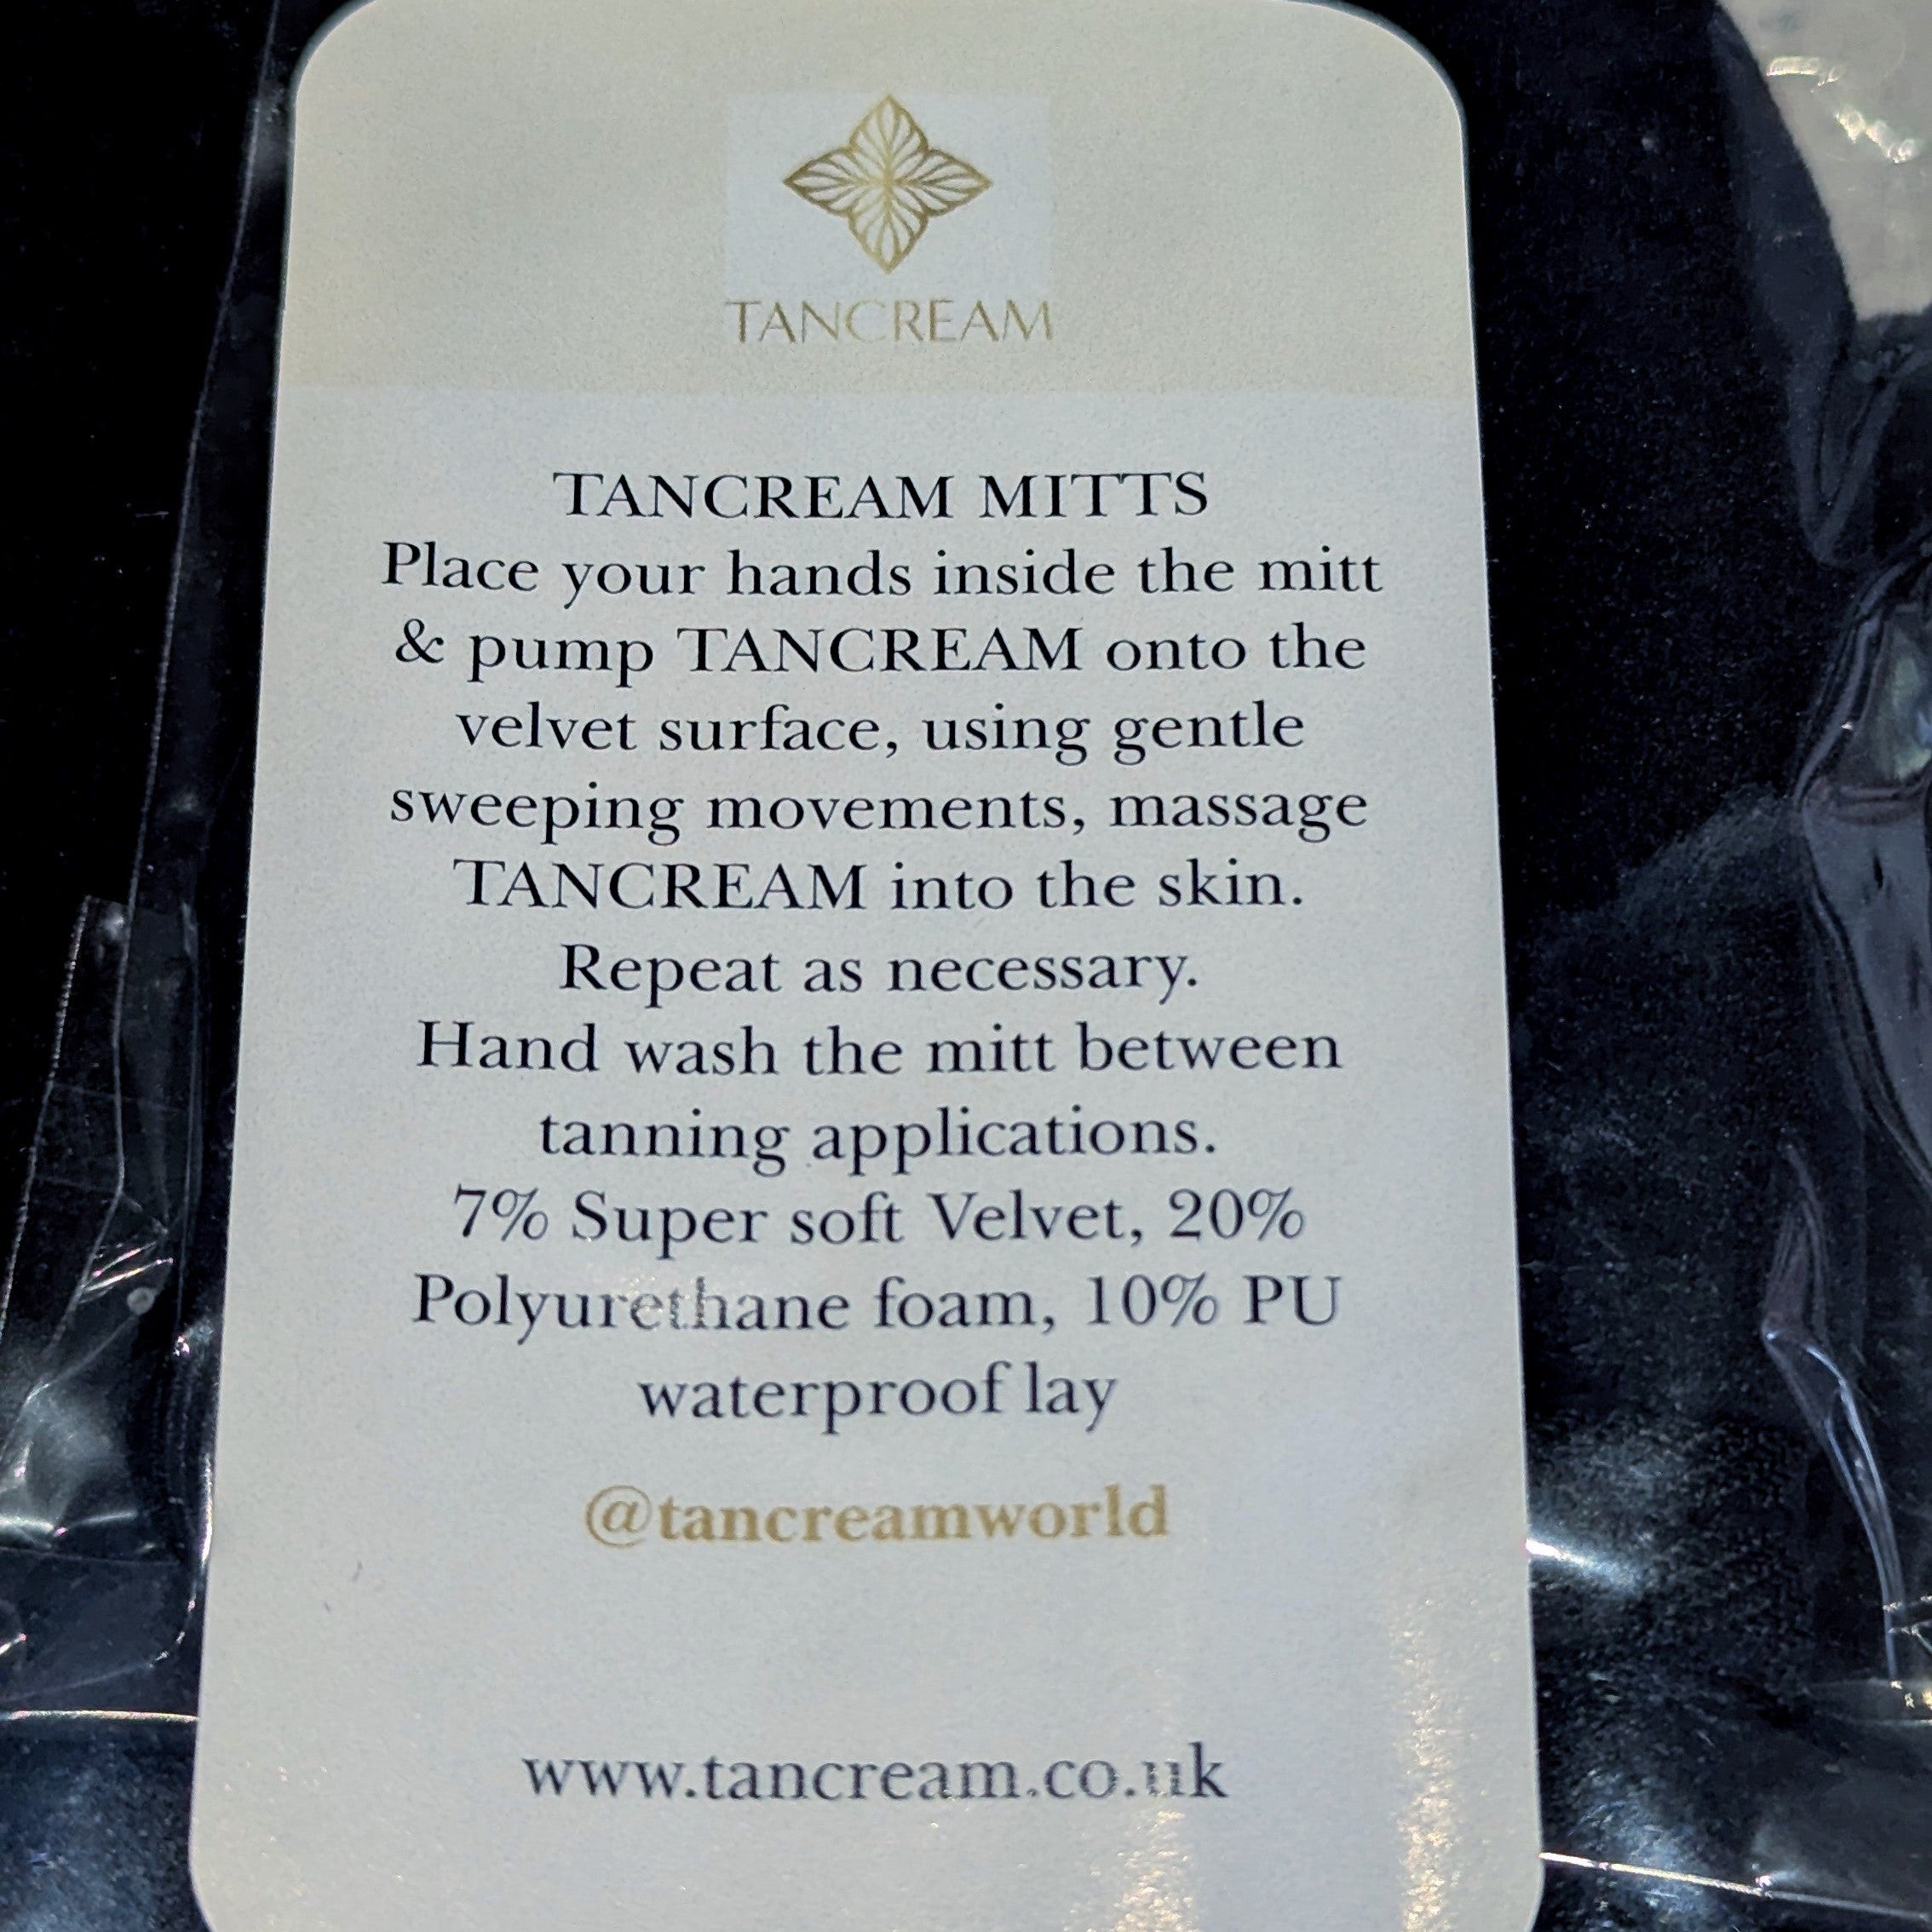 TANCREAM
TANCREAM MITTS
Place your hands inside the mitt
& pump TANCREAM onto the
velvet surface, using gentle
sweeping movements, massage
TANCREAM into the skin.
Repeat as necessary.
Hand wash the mitt between
tanning applications.
7% Super soft Velvet, 20%
Polyurethane foam, 10% PU
waterproof lay
@tancreamworld
www.tancream.co.uk